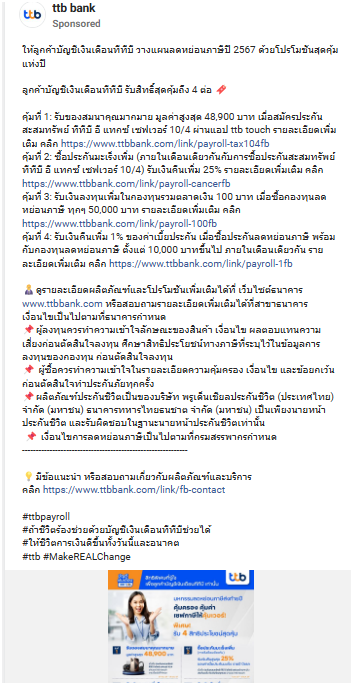 ttb bank
Sponsored
ให้ลูกค้าบัญชีเงินเดือนทีทีบี วางแผนลดหย่อนภาษีปี 2567 ด้วยโปรโมชันสุดคุ้ม
แห่งปี
ลูกค้าบัญชีเงินเดือนทีทีบี รับสิทธิ์สุดคุ้มถึง 4 ต่อ 🧨
คุ้มที่ 1: รับของสมนาคุณมากมาย มูลค่าสูงสุด 48,900 บาท เมื่อสมัครประกัน
สะสมทรัพย์ ทีทีบี อี แทกซ์ เซฟเวอร์ 10/4 ผ่านแอป ttb touch รายละเอียดเพิ่ม
เติม คลิก https://www.ttbbank.com/link/payroll-tax104fb
คุ้มที่ 2: ซื้อประกันมะเร็งเพิ่ม (ภายในเดือนเดียวกันกับการซื้อประกันสะสมทรัพย์
ทีทีบี อี แทกซ์ เซฟเวอร์ 10/4) รับเงินคืนเพิ่ม 25% รายละเอียดเพิ่มเติม คลิก
https://www.ttbbank.com/link/payroll-cancerfb
คุ้มที่ 3: รับเงินลงทุนเพิ่มในกองทุนรวมตลาดเงิน 100 บาท เมื่อซื้อกองทุนลด
หย่อนภาษี ทุกๆ 50,000 บาท รายละเอียดเพิ่มเติม คลิก
https://www.ttbbank.com/link/payroll-100fb
คุ้มที่ 4: รับเงินคืนเพิ่ม 1% ของค่าเบี้ยประกัน เมื่อซื้อประกันลดหย่อนภาษี พร้อม
กับกองทุนลดหย่อนภาษี ตั้งแต่ 10,000 บาทขึ้นไป ภายในเดือนเดียวกัน ราย
ละเอียดเพิ่มเติม คลิก https://www.ttbbank.com/link/payroll-1fb
ดูรายละเอียดผลิตภัณฑ์และโปรโมชันเพิ่มเติมได้ที่ เว็บไซต์ธนาคาร
www.ttbbank.com หรือสอบถามรายละเอียดเพิ่มเติมได้ที่สาขาธนาคาร
เงื่อนไขเป็นไปตามที่ธนาคารกำหนด
📌 ผู้ลงทุนควรทำความเข้าใจลักษณะของสินค้า เงื่อนไข ผลตอบแทนความ
เสี่ยงก่อนตัดสินใจลงทุน ศึกษาสิทธิประโยชน์ทางภาษีที่ระบุไว้ในข้อมูลการ
ลงทุนของกองทุน ก่อนตัดสินใจลงทุน
📌 ผู้ซื้อควรทำความเข้าใจในรายละเอียดความคุ้มครอง เงื่อนไข และข้อยกเว้น
ก่อนตัดสินใจทำประกันภัยทุกครั้ง
📌 ผลิตภัณฑ์ประกันชีวิตเป็นของบริษัท พรูเด็นเชียลประกันชีวิต (ประเทศไทย)
จำกัด (มหาชน) ธนาคารทหารไทยธนชาต จำกัด (มหาชน) เป็นเพียงนายหน้า
ประกันชีวิต และรับผิดชอบในฐานะนายหน้าประกันชีวิตเท่านั้น
📌 เงื่อนไขการลดหย่อนภาษีเป็นไปตามที่กรมสรรพากรกำหนด
------------------------------------------------------------
💡 มีข้อแนะนำ หรือสอบถามเกี่ยวกับผลิตภัณฑ์และบริการ
คลิก https://www.ttbbank.com/link/fb-contact
#ttbpayroll
#ถ้าชีวิตร้องช่วยด้วยบัญชีเงินเดือนทีทีบีช่วยได้
#ให้ชีวิตการเงินดีขึ้นทั้งวันนี้และอนาคต
#ttb #MakeREALChange
ttb
คุ้มครอง คุ้มค่า
พิเศษ!
รับ 4 สิทธิประโยชน์สุดคุ้ม
48,900
25%